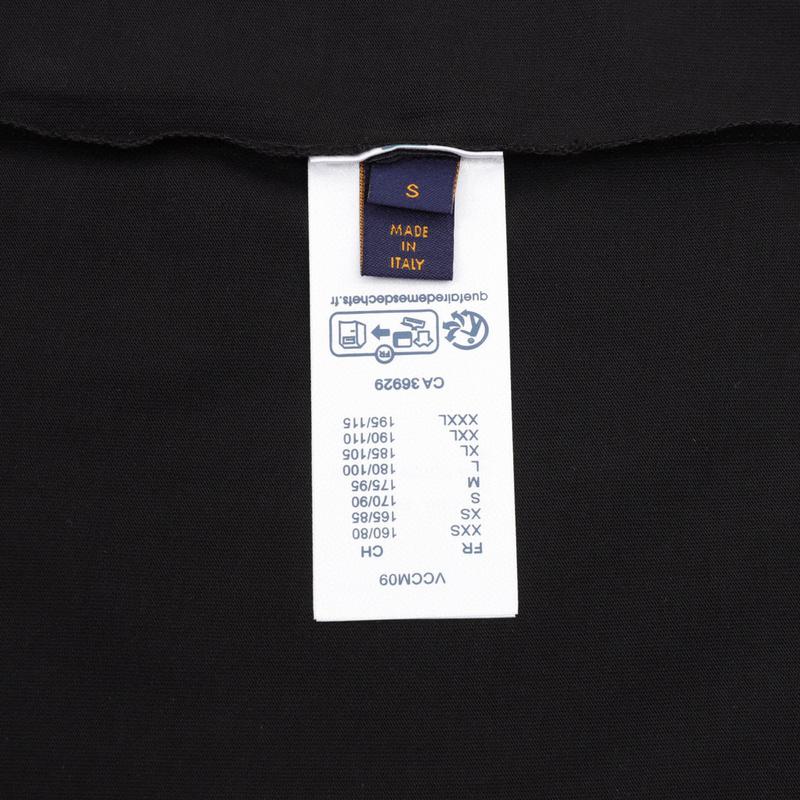 S
MADE
IN
ITALY
VCCM09
FR CH
XXS 160/80
XS 165/85
S 170/90
M 175/95
L 180/100
XL 185/105
XXL 190/110
XXXL 195/115
CA 36929
FR
quefairedemesdechets.fr